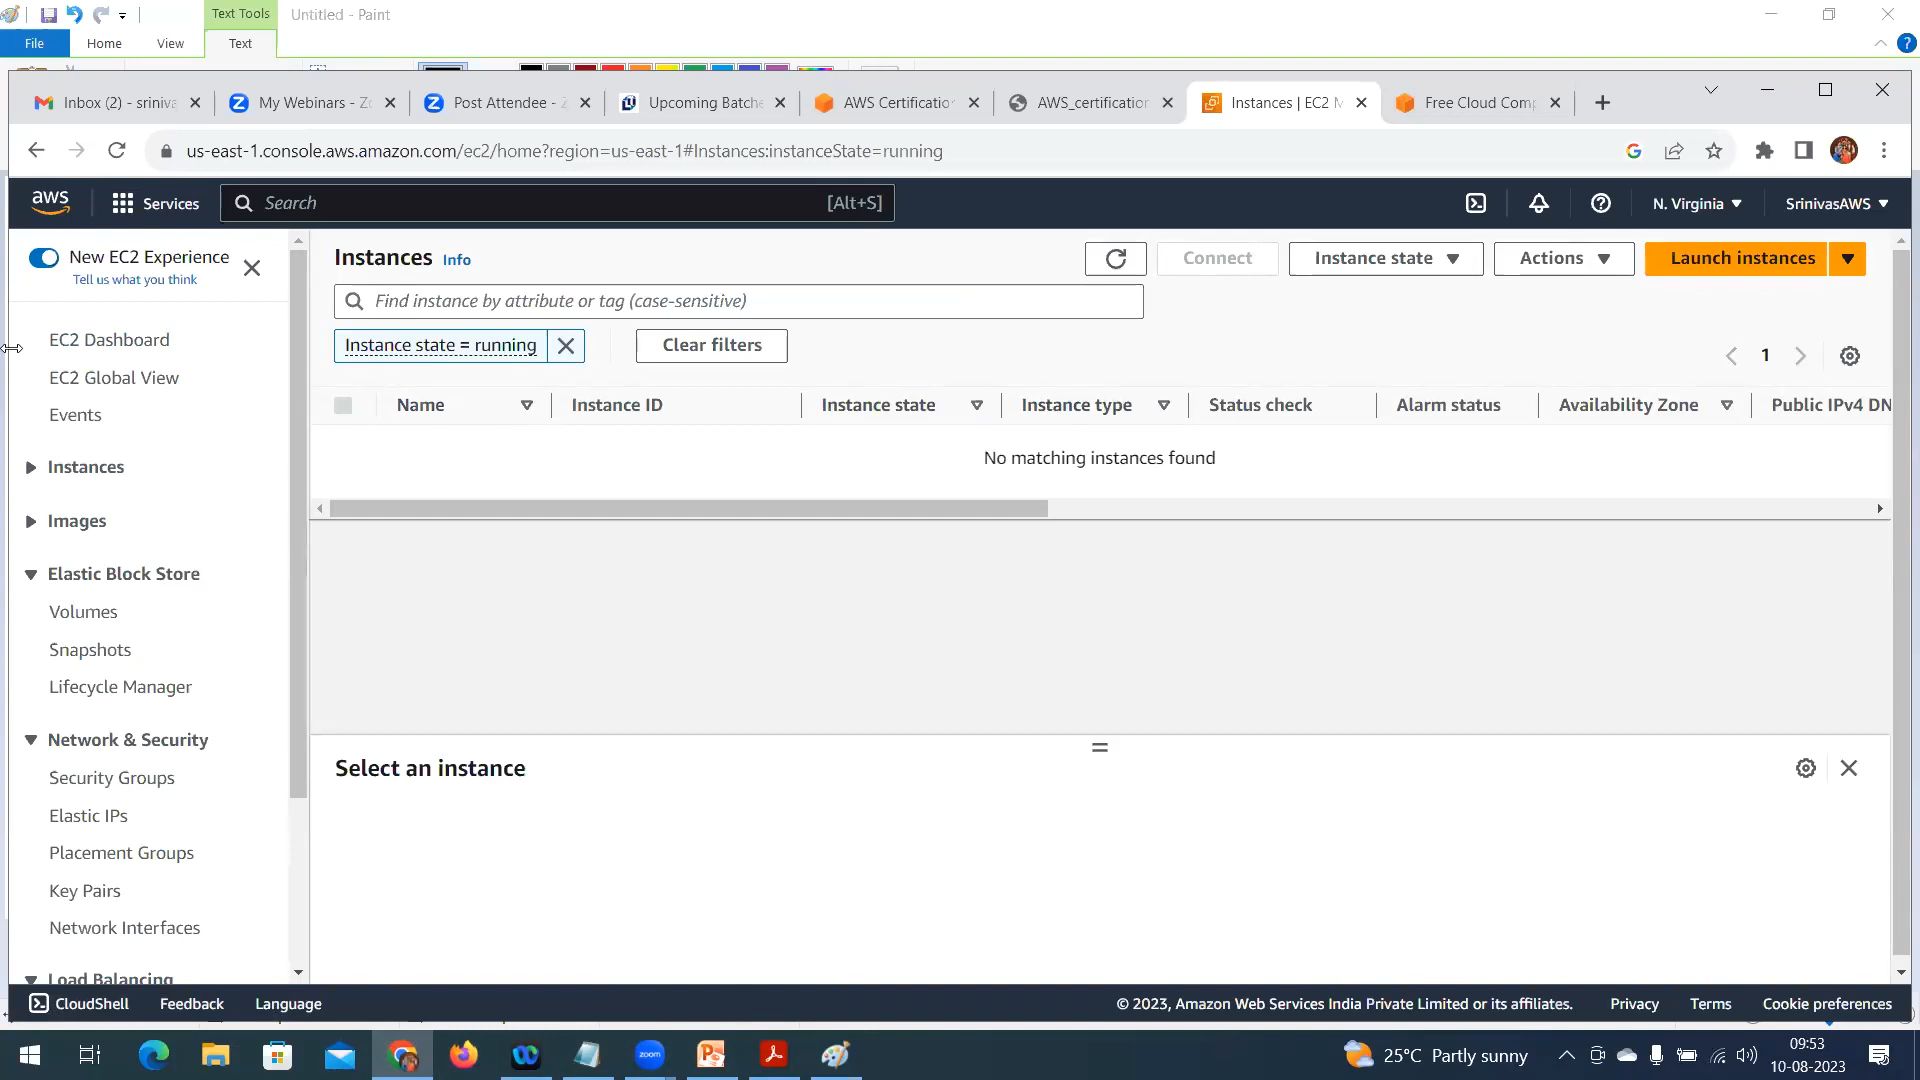 Text Tools
Untitled - Paint
File
Home
View
Text
Inbox (2) - sriniva
My Webinars - Zo
Post Attendee - Z
Upcoming Batche
AWS Certificatio
AWS_certification
Instances | EC2 M
Free Cloud Comp
us-east-1.console.aws.amazon.com/ec2/home?region=us-east-1#Instances:instanceState=running
aws
Services
Search
[Alt+S]
N. Virginia
SrinivasAWS
New EC2 Experience
Tell us what you think
EC2 Dashboard
EC2 Global View
Events
Instances
Images
Elastic Block Store
Volumes
Snapshots
Lifecycle Manager
Network & Security
Security Groups
Elastic IPs
Placement Groups
Key Pairs
Network Interfaces
Load Balancing
Instances Info
Connect
Instance state
Actions
Launch instances
Find instance by attribute or tag (case-sensitive)
Instance state = running
Clear filters
1
Name
Instance ID
Instance state
Instance type
Status check
Alarm status
Availability Zone
Public IPv4 DN
No matching instances found
Select an instance
CloudShell
Feedback
Language
© 2023, Amazon Web Services India Private Limited or its affiliates.
Privacy
Terms
Cookie preferences
zoom
25°C Partly sunny
09:53
10-08-2023